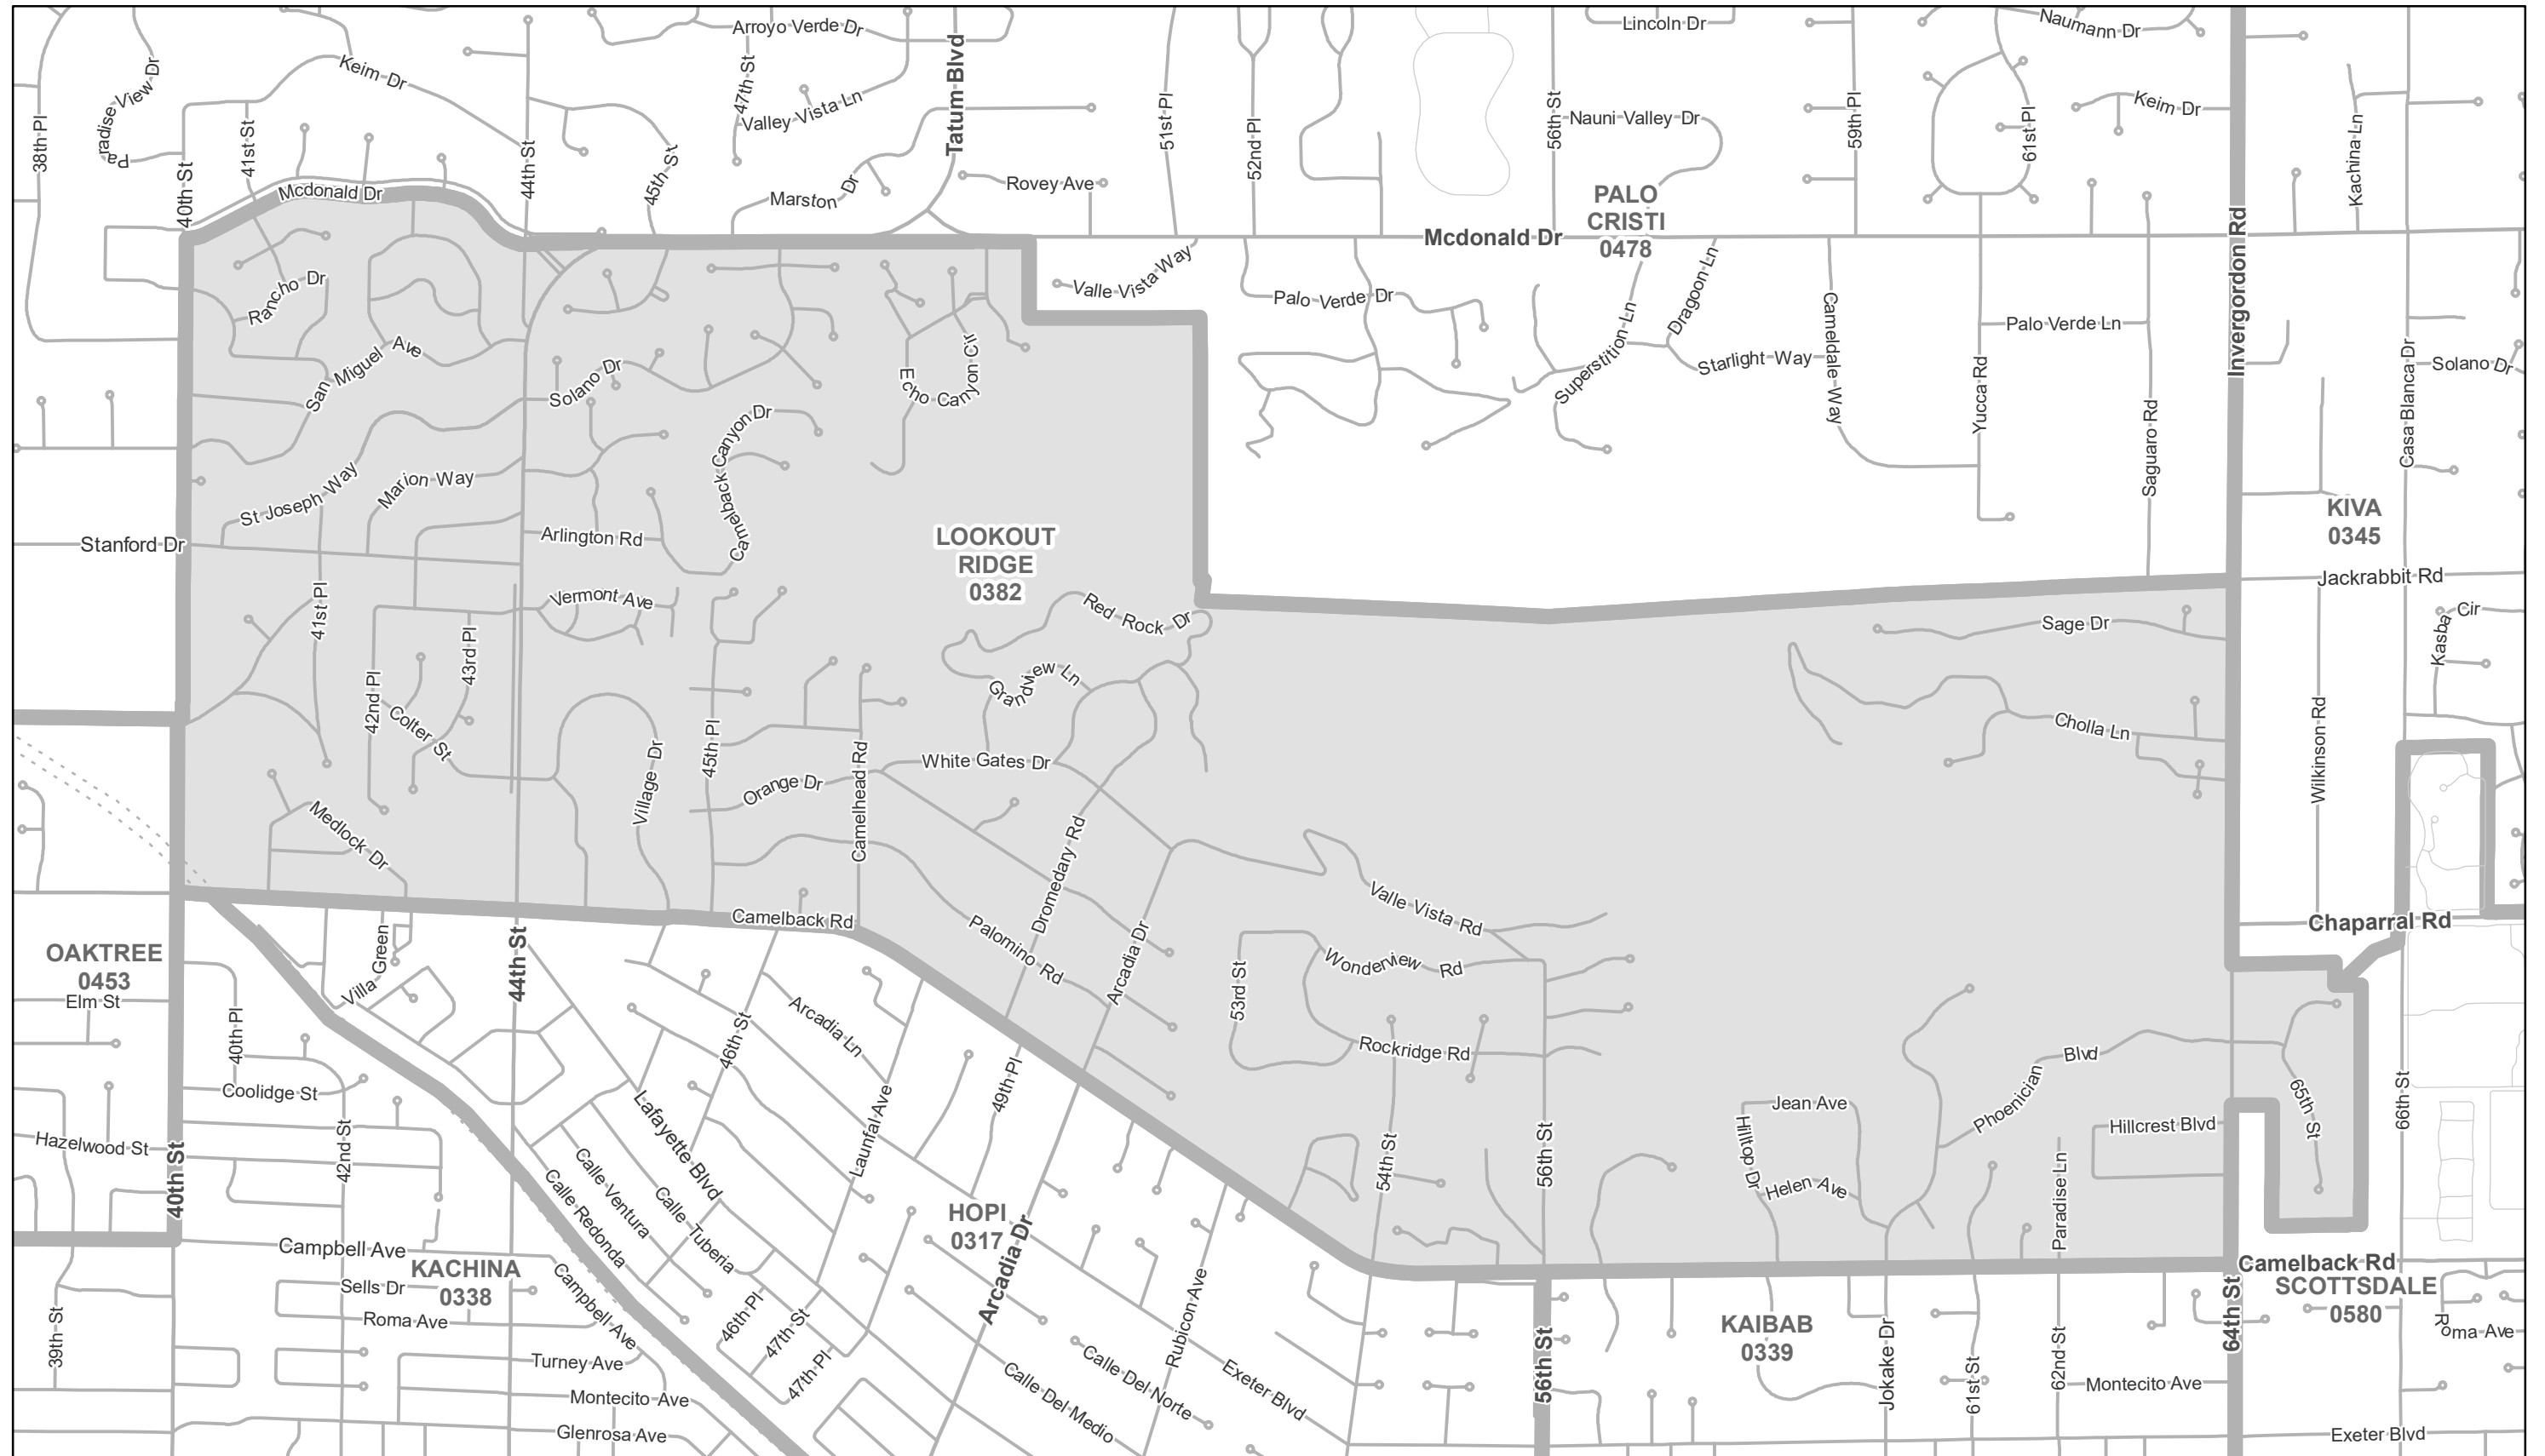 Arroyo Verde Dr
Lincoln Dr
Naumann Dr
Keim Dr
Paradise View Dr
47th St
Valley Vista Ln
Tatum Blvd
38th Pl
41st St
40th St
44th St
45th St
51st Pl
52nd Pl
56th St
Nauni Valley Dr
59th Pl
61st Pl
Keim Dr
Kachina Ln
Mcdonald Dr
Marston Dr
Rovey Ave
PALO
CRISTI
0478
Mcdonald Dr
Invergordon Rd
Rancho Dr
Valle Vista Way
Palo Verde Dr
Superstition Ln
Dragoon Ln
Starlight Way
Cameldale Way
Yucca Rd
Palo Verde Ln
Saguaro Rd
Casa Blanca Dr
Solano Dr
San Miguel Ave
Solano Dr
Echo Canyon Cir
Camelback Canyon Dr
St Joseph Way
Marion Way
Stanford Dr
Arlington Rd
LOOKOUT
RIDGE
0382
KIVA
0345
Jackrabbit Rd
Kasba Cir
41st Pl
Vermont Ave
Red Rock Dr
Sage Dr
43rd Pl
42nd Pl
Colter St
Grandview Ln
Cholla Ln
Wilkinson Rd
Village Dr
45th Pl
Orange Dr
Camelhead Rd
White Gates Dr
Medlock Dr
Dromedary Rd
Valle Vista Rd
Camelback Rd
Palomino Rd
Arcadia Dr
Chaparral Rd
OAKTREE
0453
Elm St
Villa Green
44th St
53rd St
Wonderview Rd
Rockridge Rd
40th Pl
46th St
Arcadia Ln
Coolidge St
Lafayette Blvd
Launfal Ave
49th Pl
Jean Ave
Phoenician Blvd
65th St
66th St
Hazelwood St
40th St
42nd St
Calle Ventura
Calle Redonda
Calle Tuberia
54th St
56th St
Hilltop Dr
Helen Ave
Paradise Ln
Hillcrest Blvd
HOPI
0317
Arcadia Dr
Campbell Ave
KACHINA
0338
Sells Dr
Roma Ave
Campbell Ave
46th Pl
47th St
47th Pl
Rubicon Ave
Camelback Rd
SCOTTSDALE
0580
64th St
Roma Ave
KAIBAB
0339
39th St
Turney Ave
Montecito Ave
Glenrosa Ave
Calle Del Medio
Calle Del Norte
Exeter Blvd
56th St
Jokake Dr
61st St
62nd St
Montecito Ave
Exeter Blvd